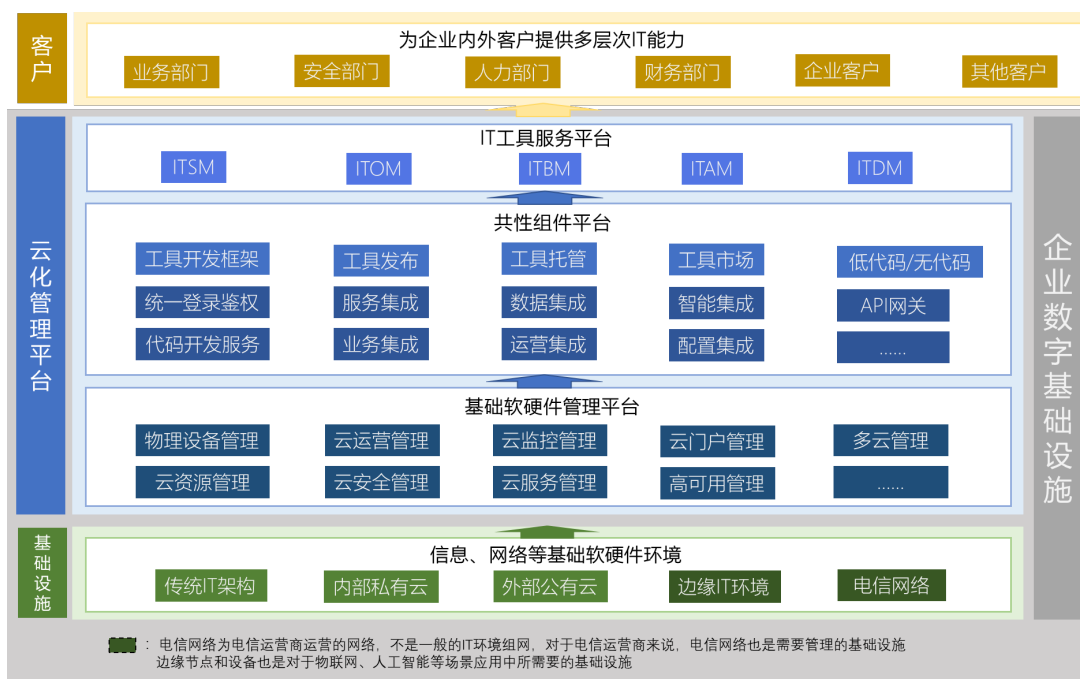 客户
为企业内外客户提供多层次IT能力
业务部门 安全部门 人力部门 财务部门 企业客户 其他客户
云化管理平台
企业数字基础设施
IT工具服务平台
ITSM ITOM ITBM ITAM ITDM
共性组件平台
工具开发框架 工具发布 工具托管 工具市场 低代码/无代码
统一登录鉴权 服务集成 数据集成 智能集成 API网关
代码开发服务 业务集成 运营集成 配置集成 ......
基础软硬件管理平台
物理设备管理 云运营管理 云监控管理 云门户管理 多云管理
云资源管理 云安全管理 云服务管理 高可用管理 ......
基础设施
信息、网络等基础软硬件环境
传统IT架构 内部私有云 外部公有云 边缘IT环境 电信网络
：电信网络为电信运营商运营的网络，不是一般的IT环境组网，对于电信运营商来说，电信网络也是需要管理的基础设施
边缘节点和设备也是对于物联网、人工智能等场景应用中所需要的基础设施